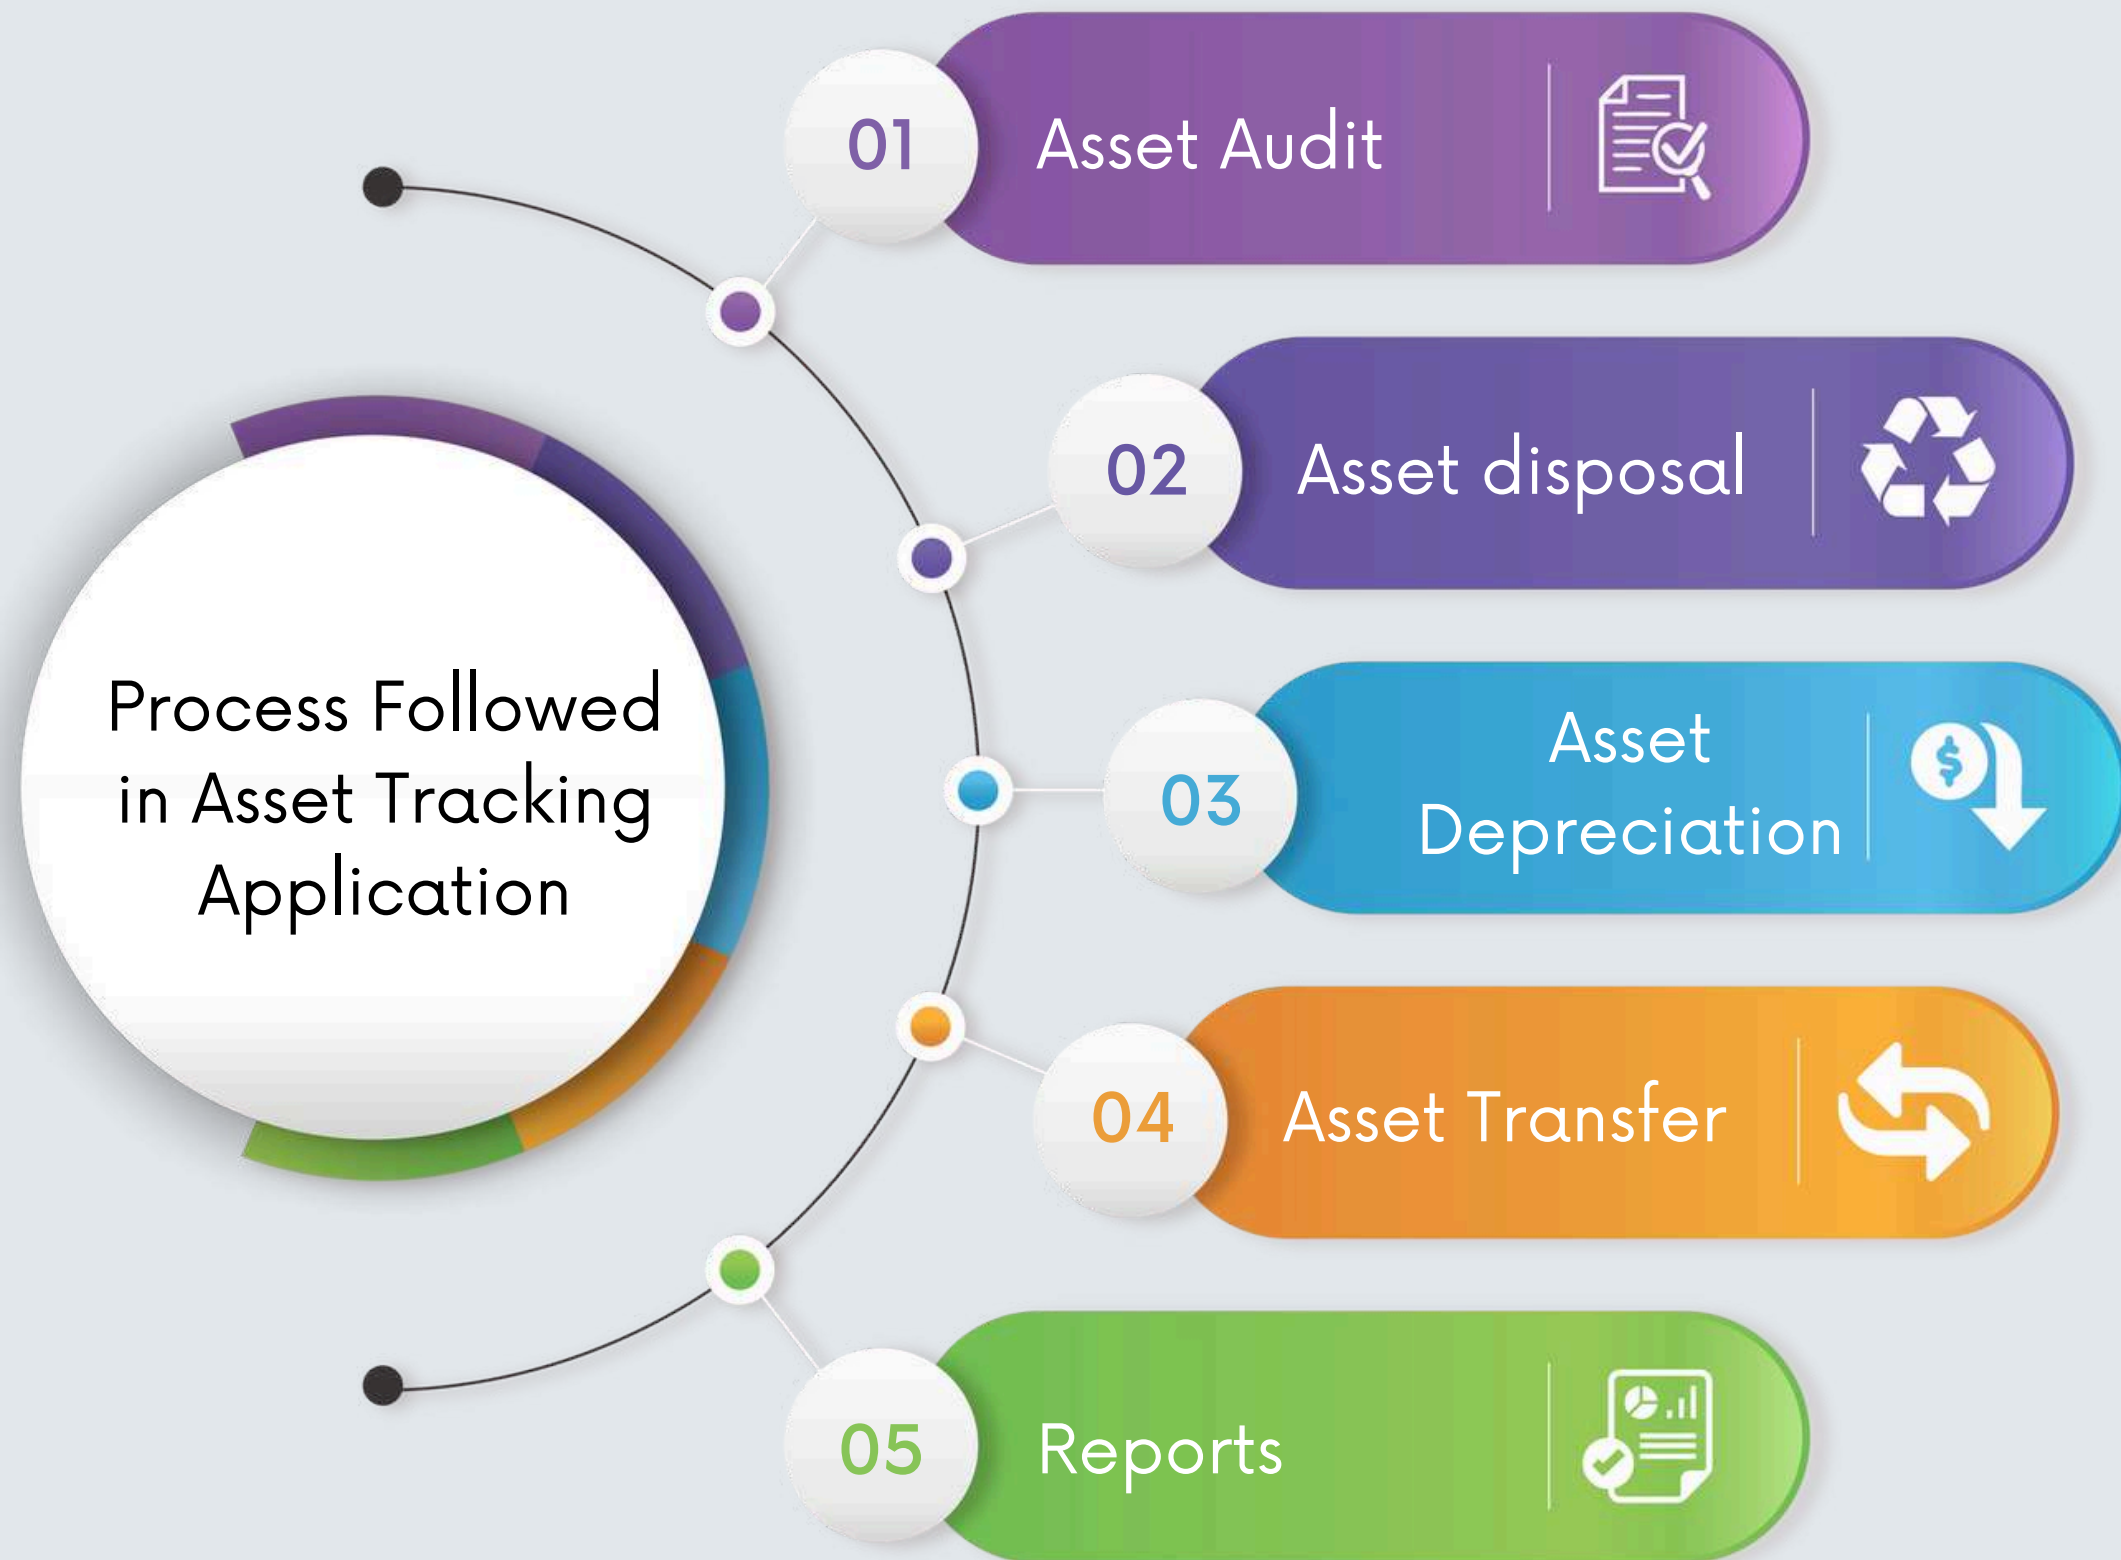 Process Followed
in Asset Tracking
Application
01
Asset Audit
02
Asset disposal
03
Asset
Depreciation
04
Asset Transfer
05
Reports